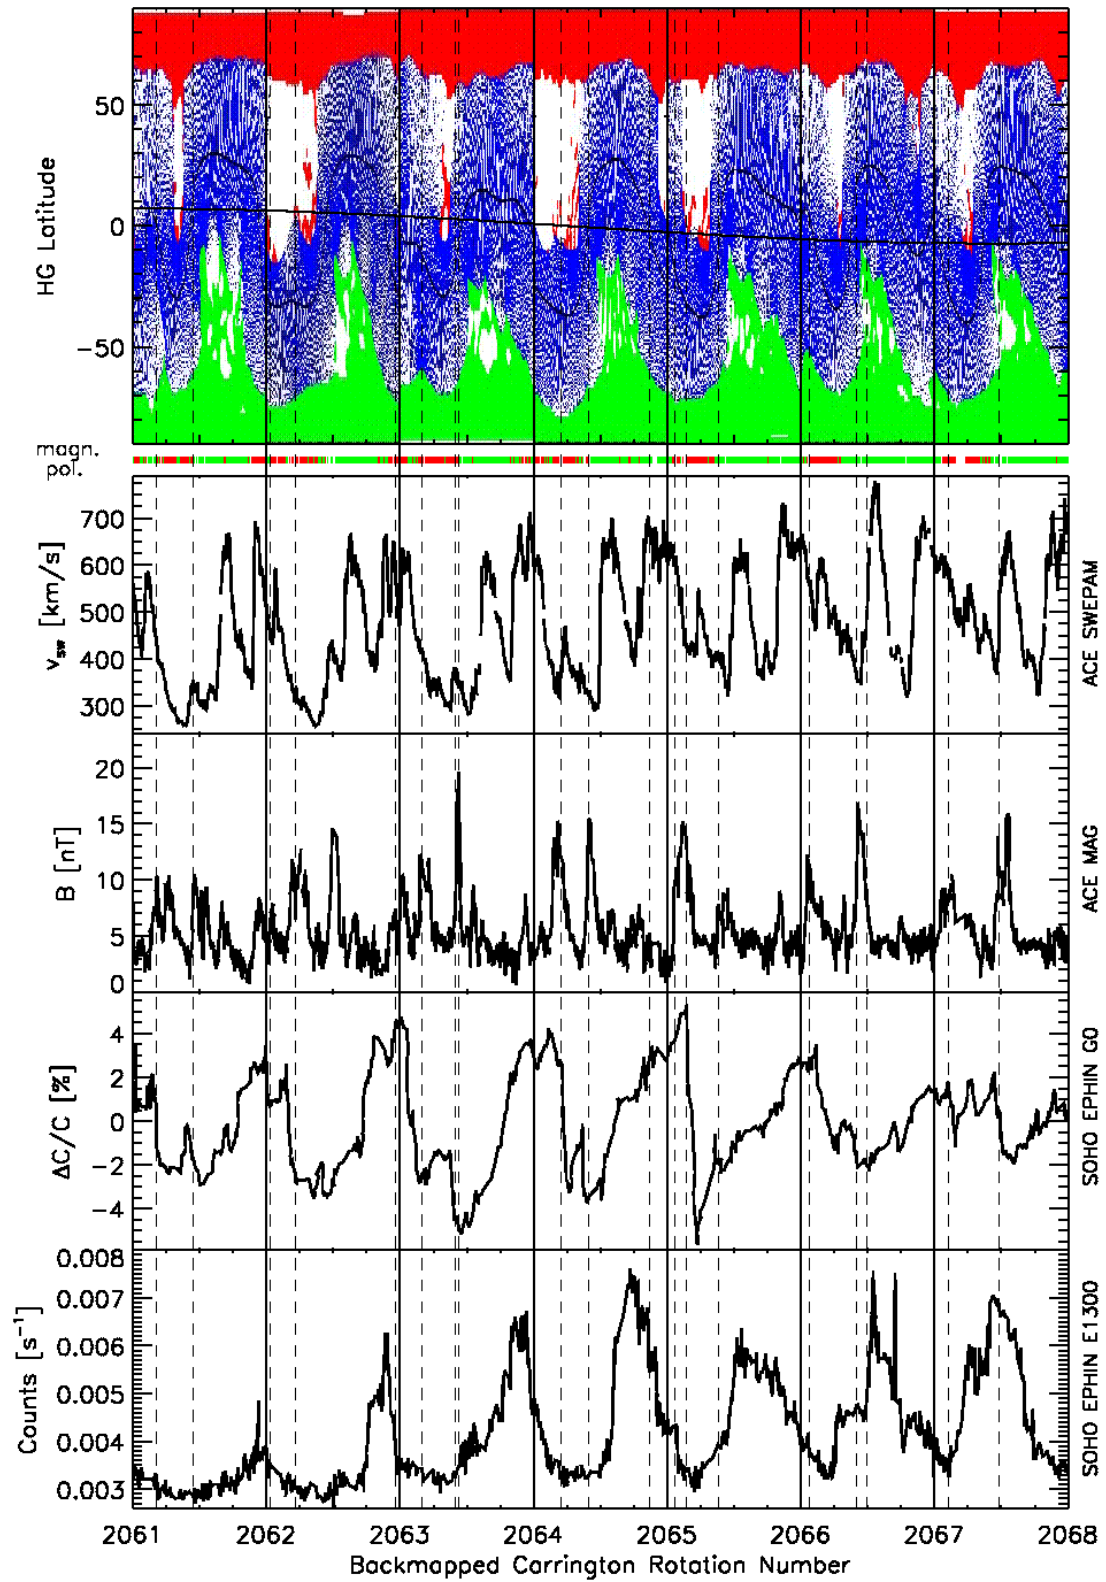 50
0
−50
HG Latitude
magn.
pol.
700
600
500
400
300
v_sw [km/s]
ACE SWEPAM
20
15
10
5
0
B [nT]
ACE MAG
4
2
0
−2
−4
ΔC/C [%]
SOHO EPHIN G0
0.008
0.007
0.006
0.005
0.004
0.003
Counts [s⁻¹]
SOHO EPHIN E1300
2061 2062 2063 2064 2065 2066 2067 2068
Backmapped Carrington Rotation Number